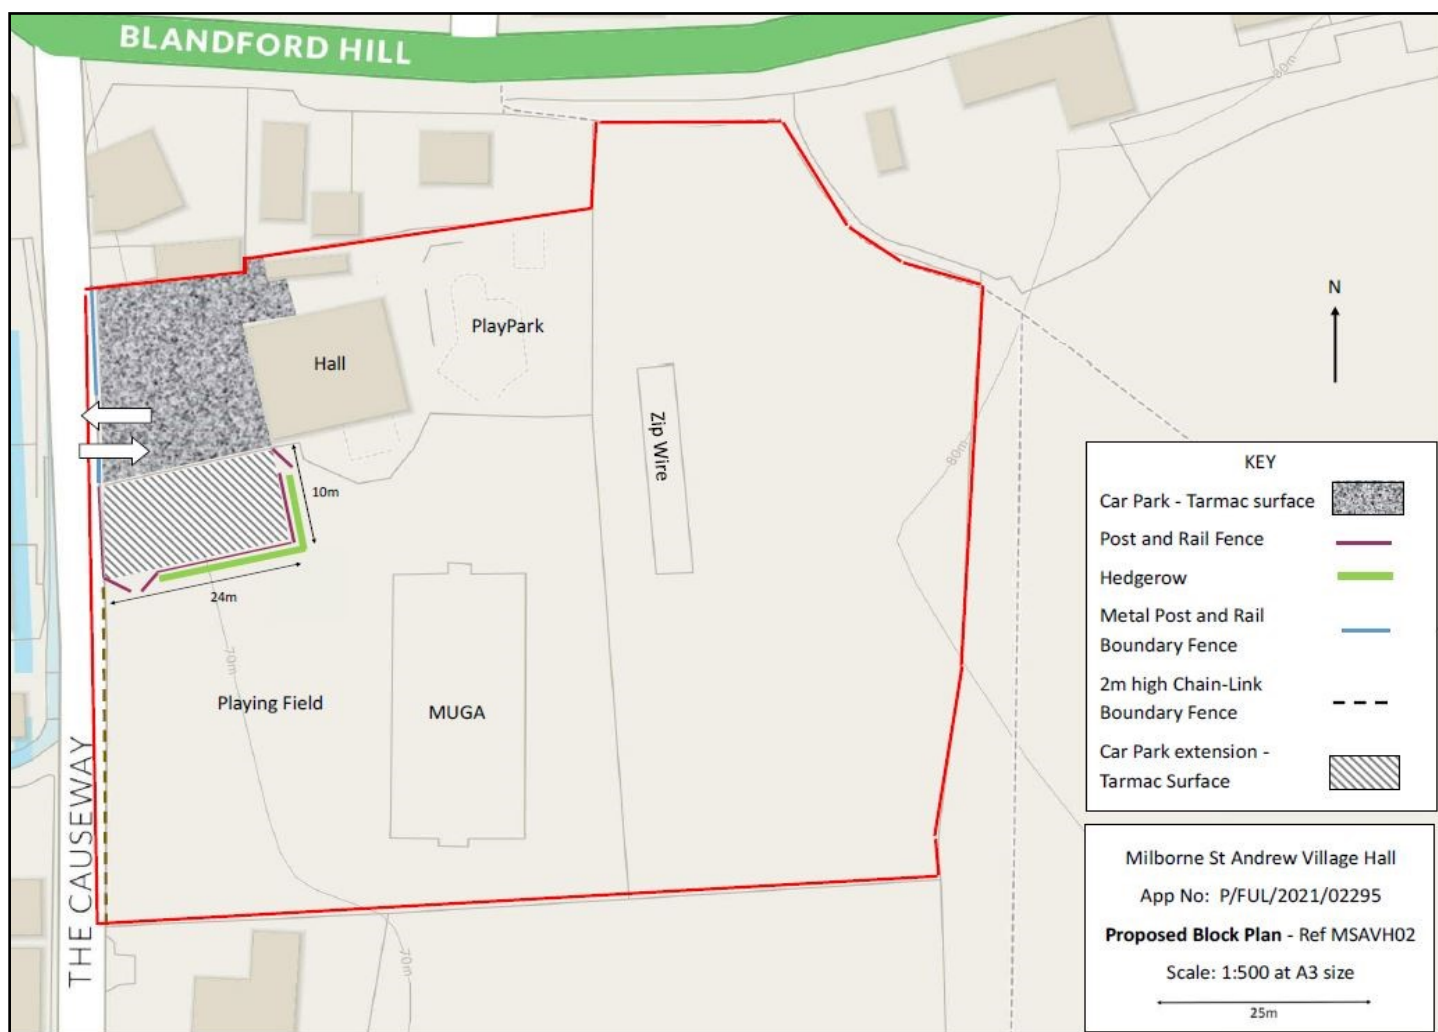 BLANDFORD HILL
80m
N
PlayPark
Hall
Zip Wire
80m
10m
24m
70m
Playing Field
MUGA
THE CAUSEWAY
70m
KEY
Car Park - Tarmac surface
Post and Rail Fence
Hedgerow
Metal Post and Rail
Boundary Fence
2m high Chain-Link
Boundary Fence
Car Park extension -
Tarmac Surface
Milborne St Andrew Village Hall
App No: P/FUL/2021/02295
Proposed Block Plan - Ref MSAVH02
Scale: 1:500 at A3 size
25m